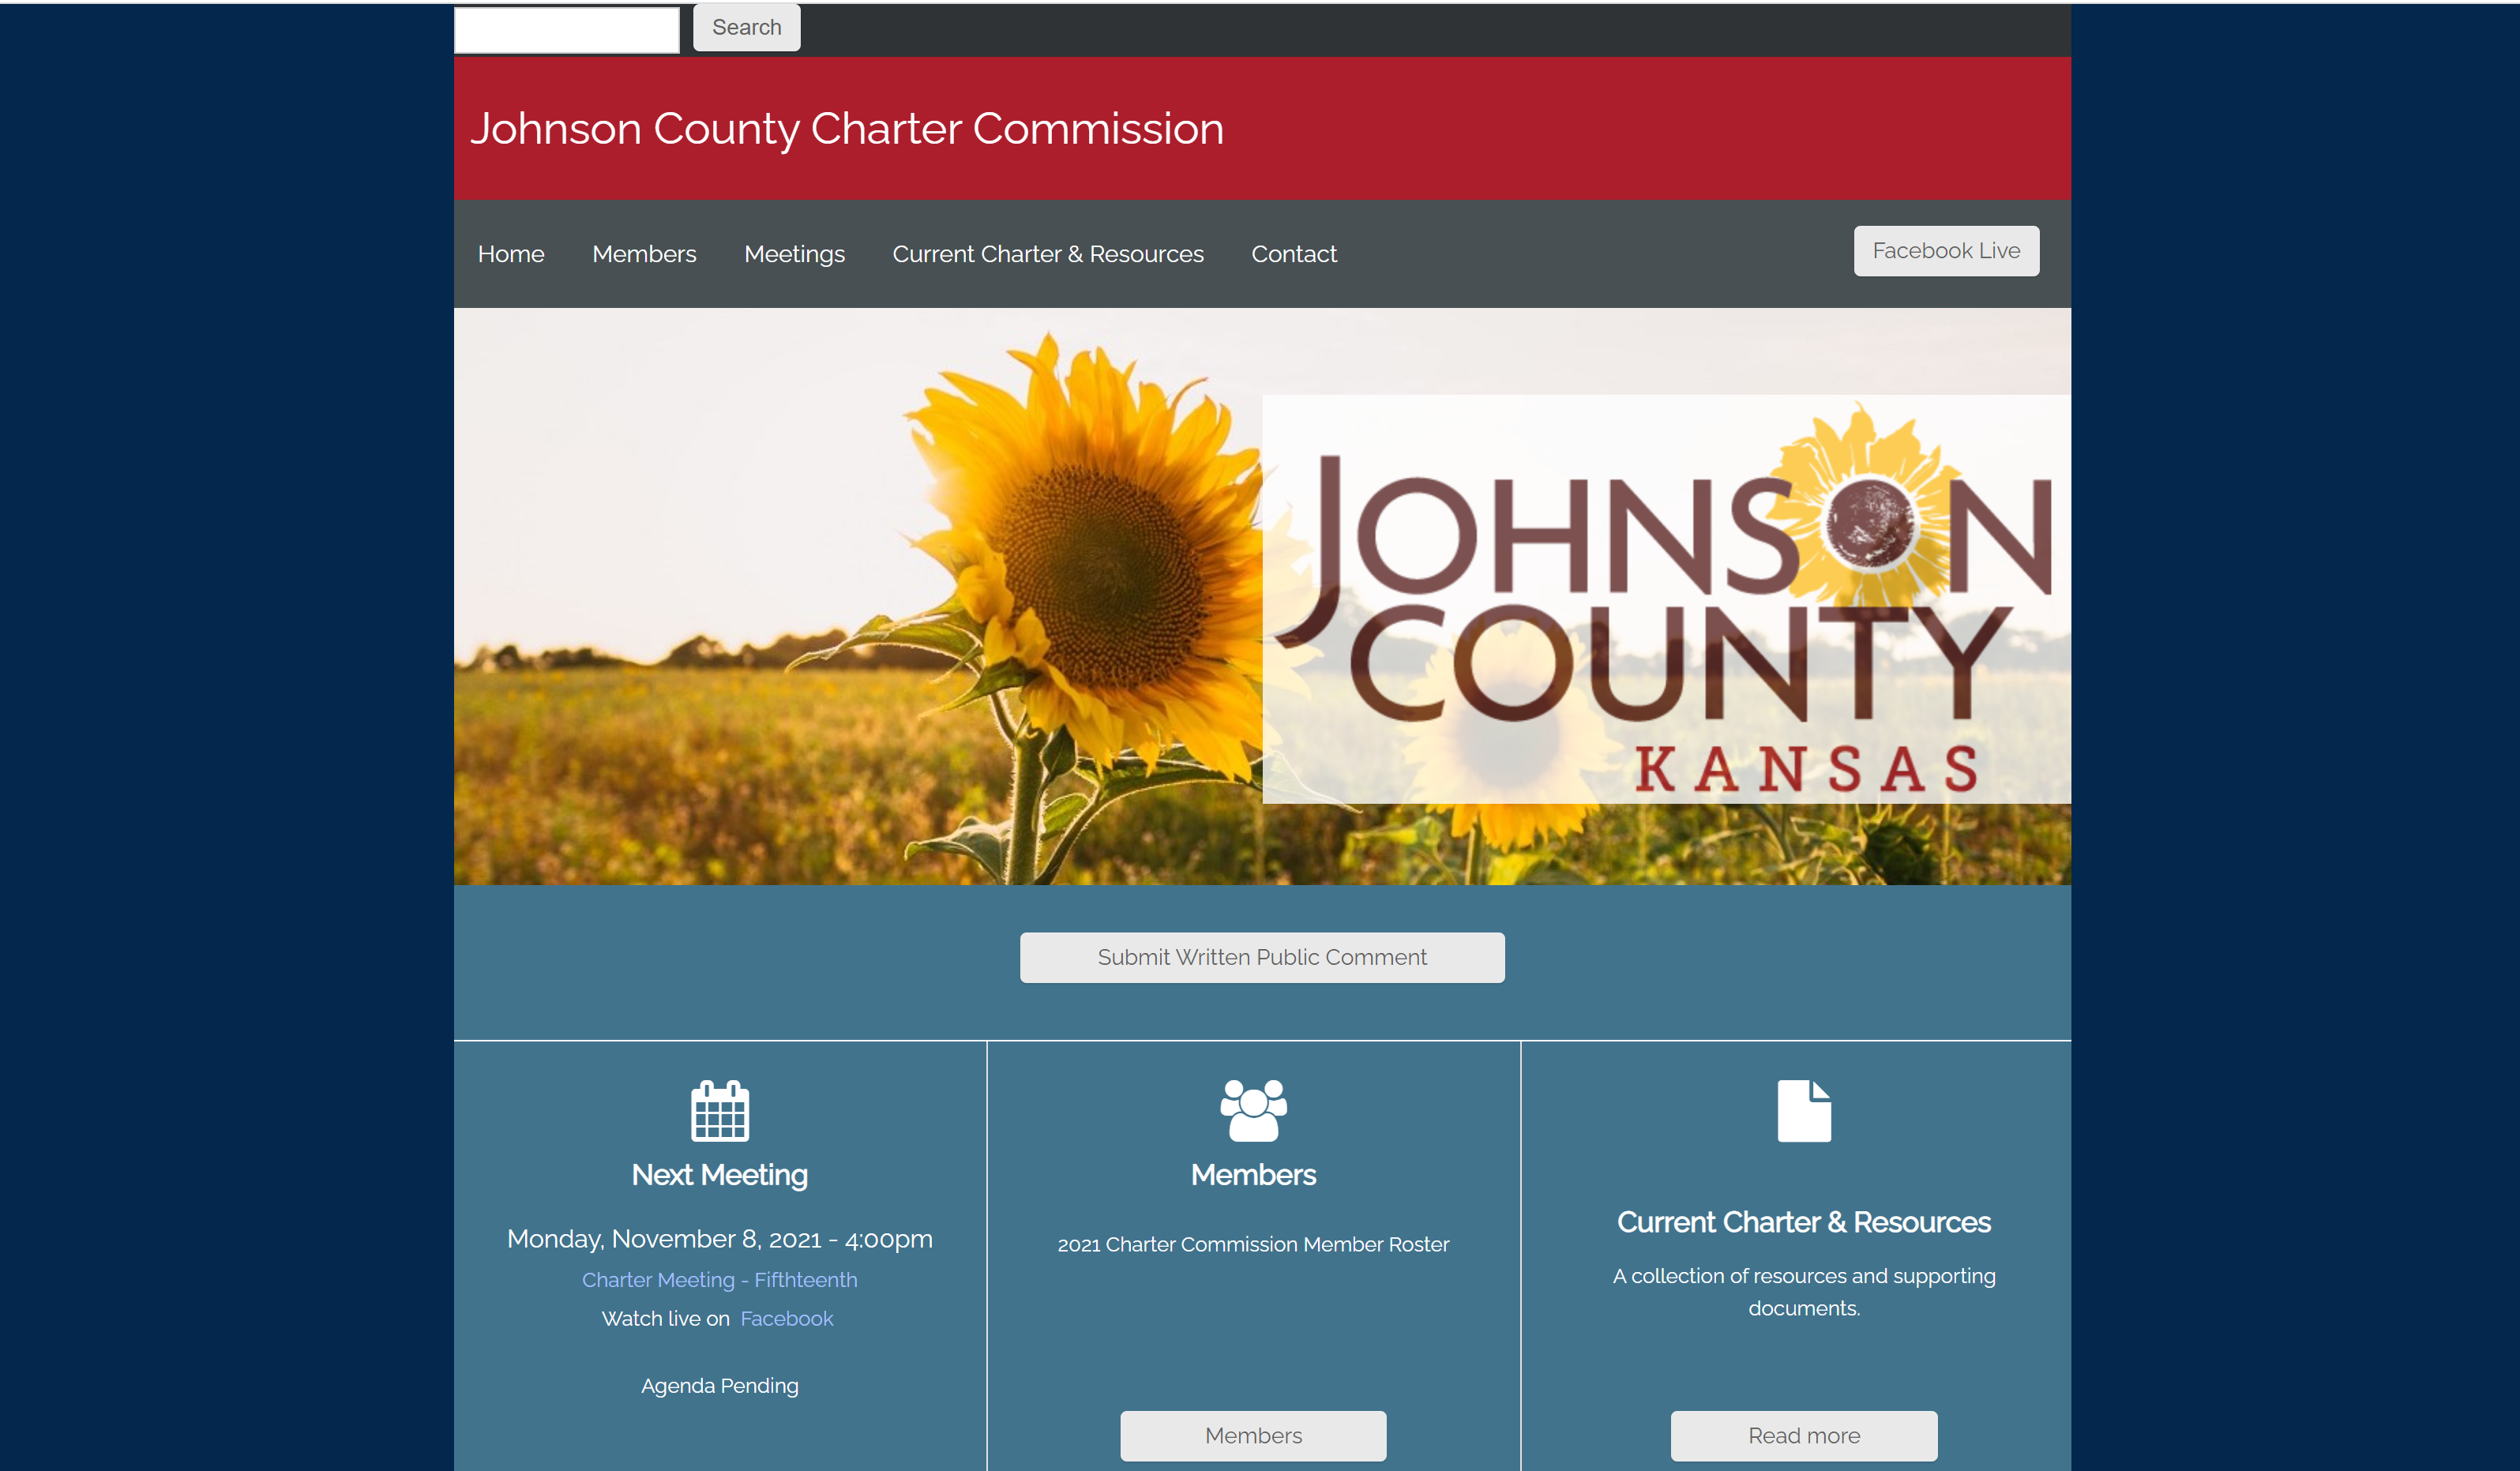 Search
Johnson County Charter Commission
Home Members Meetings Current Charter & Resources Contact Facebook Live
JOHNSON
COUNTY
KANSAS
Submit Written Public Comment
Next Meeting
Monday, November 8, 2021 - 4:00pm
Charter Meeting - Fifthteenth
Watch live on Facebook
Agenda Pending
Members
2021 Charter Commission Member Roster
Members
Current Charter & Resources
A collection of resources and supporting
documents.
Read more